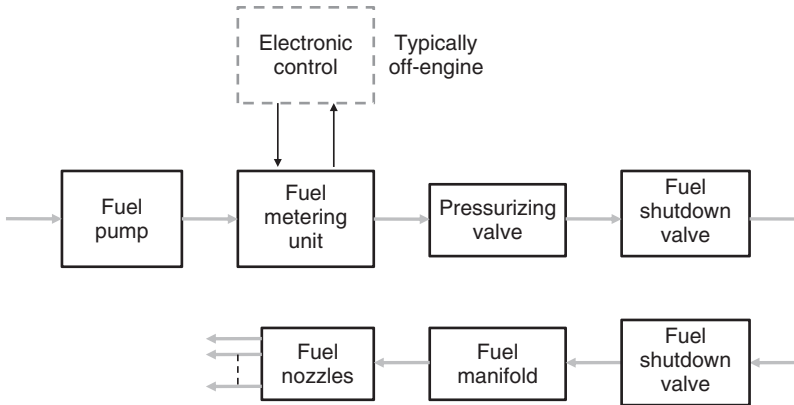 Electronic
control
Typically
off-engine
Fuel
pump
Fuel
metering
unit
Pressurizing
valve
Fuel
shutdown
valve
Fuel
nozzles
Fuel
manifold
Fuel
shutdown
valve